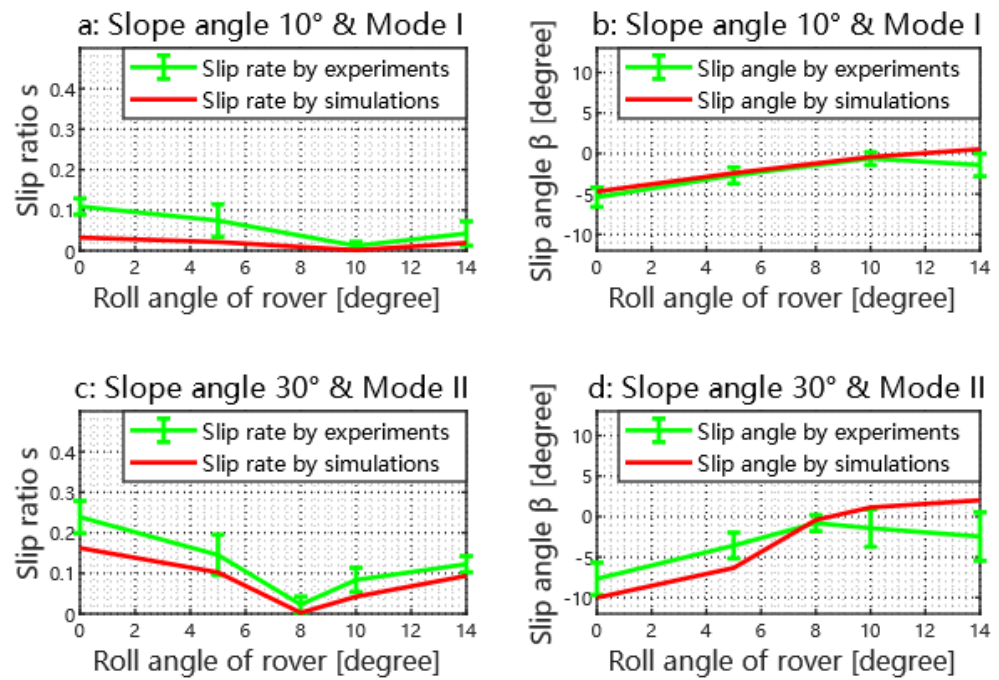 a: Slope angle 10° & Mode I
Slip rate by experiments
Slip rate by simulations
Slip ratio s
0.4
0.3
0.2
0.1
0
0 2 4 6 8 10 12 14
Roll angle of rover [degree]
b: Slope angle 10° & Mode I
Slip angle by experiments
Slip angle by simulations
Slip angle β [degree]
10
5
0
-5
-10
0 2 4 6 8 10 12 14
Roll angle of rover [degree]
c: Slope angle 30° & Mode II
Slip rate by experiments
Slip rate by simulations
Slip ratio s
0.4
0.3
0.2
0.1
0
0 2 4 6 8 10 12 14
Roll angle of rover [degree]
d: Slope angle 30° & Mode II
Slip angle by experiments
Slip angle by simulations
Slip angle β [degree]
10
5
0
-5
-10
0 2 4 6 8 10 12 14
Roll angle of rover [degree]